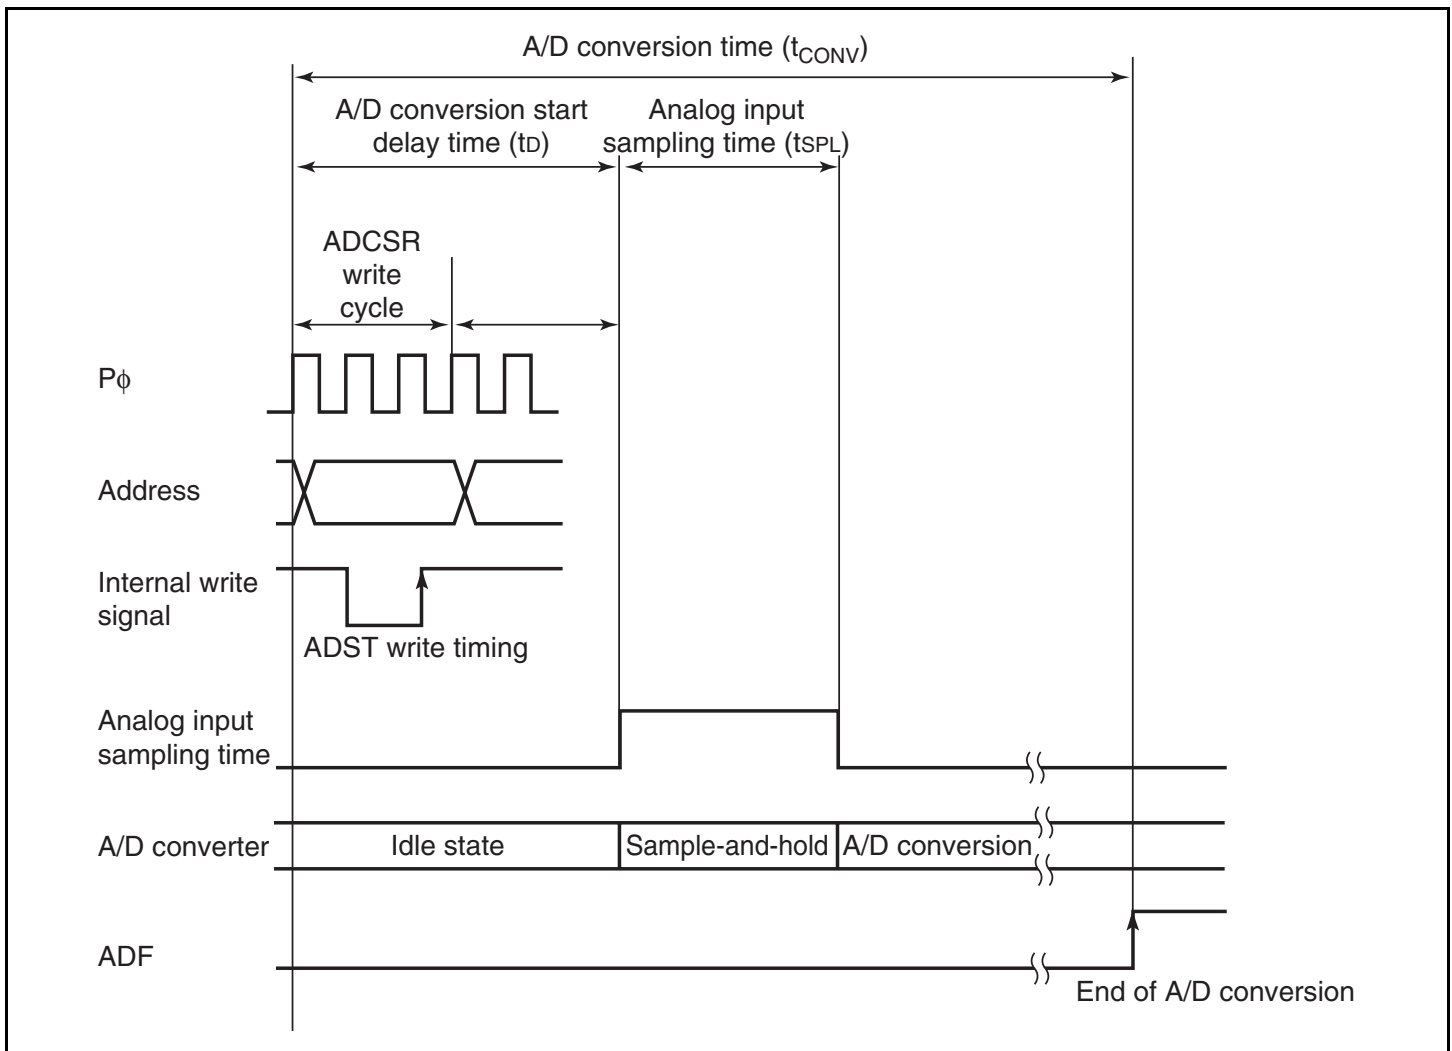 A/D conversion time (tCONV)
A/D conversion start
delay time (tD)
Analog input
sampling time (tSPL)
ADCSR
write
cycle
Pϕ
Address
Internal write
signal
ADST write timing
Analog input
sampling time
A/D converter
Idle state
Sample-and-hold
A/D conversion
ADF
End of A/D conversion